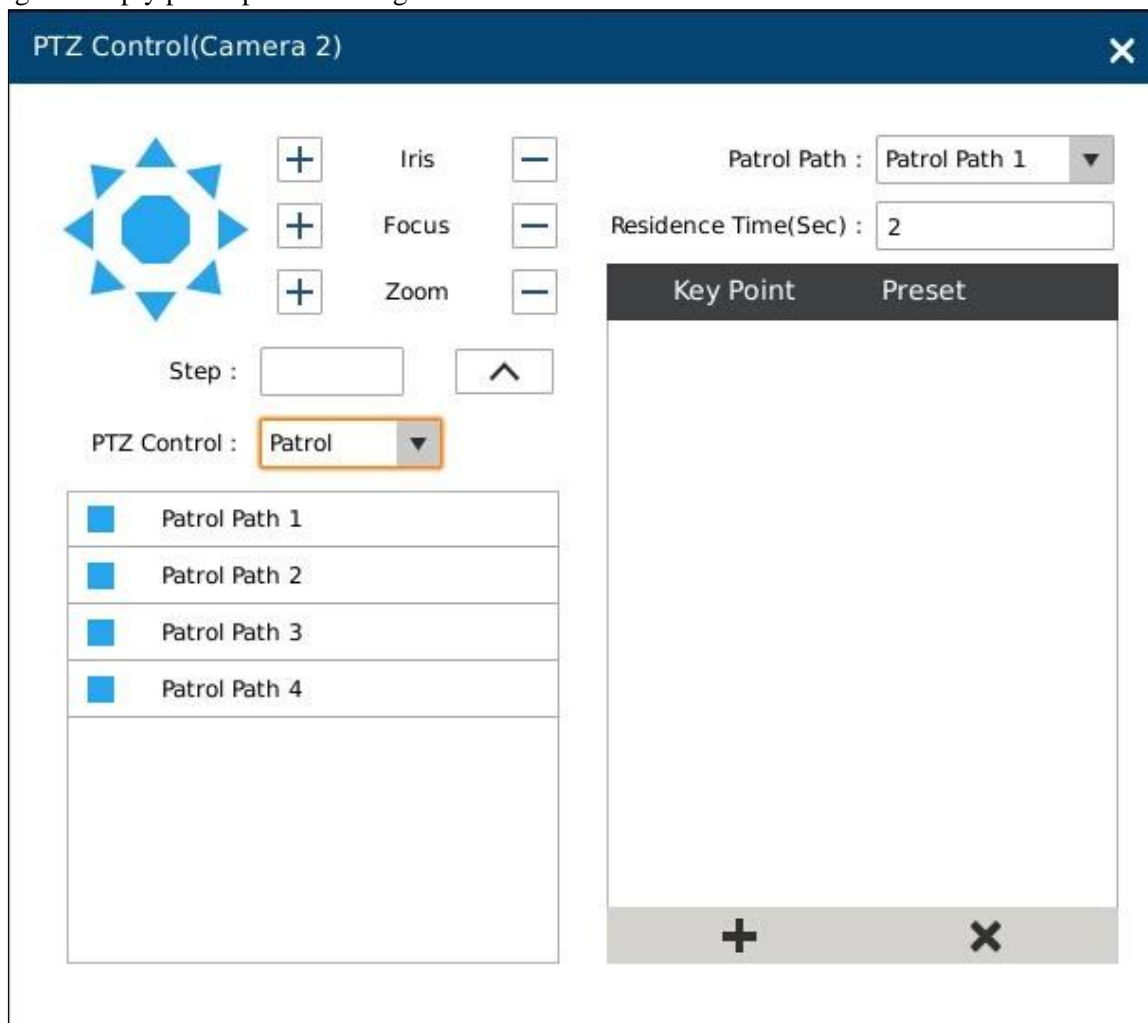 PTZ Control(Camera 2)
Iris
Focus
Zoom
Step :
PTZ Control : Patrol
Patrol Path 1
Patrol Path 2
Patrol Path 3
Patrol Path 4
Patrol Path : Patrol Path 1
Residence Time(Sec) : 2
Key Point Preset